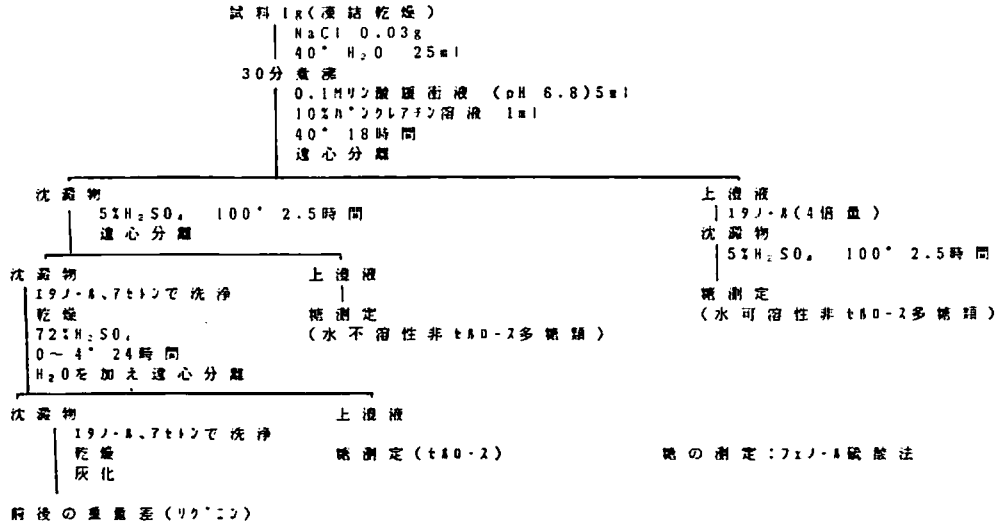 試料1g(凍結乾燥)
NaCl 0.03g
40° H₂O 25ml
30分煮沸
0.1Mリン酸緩衝液 (pH 6.8)5ml
10%パンクレアチン溶液 1ml
40° 18時間
遠心分離
沈澱物
5%H₂SO₄ 100° 2.5時間
遠心分離
上澄液
エタノール(4倍量)
沈澱物
5%H₂SO₄ 100° 2.5時間
糖測定
(水可溶性非セルロース多糖類)
沈澱物
エタノール、アセトンで洗浄
乾燥
72%H₂SO₄
0～4° 24時間
H₂Oを加え遠心分離
上澄液
糖測定
(水不溶性非セルロース多糖類)
沈澱物
エタノール、アセトンで洗浄
乾燥
灰化
前後の重量差(リグニン)
上澄液
糖測定(セルロース)
糖の測定:フェノール硫酸法